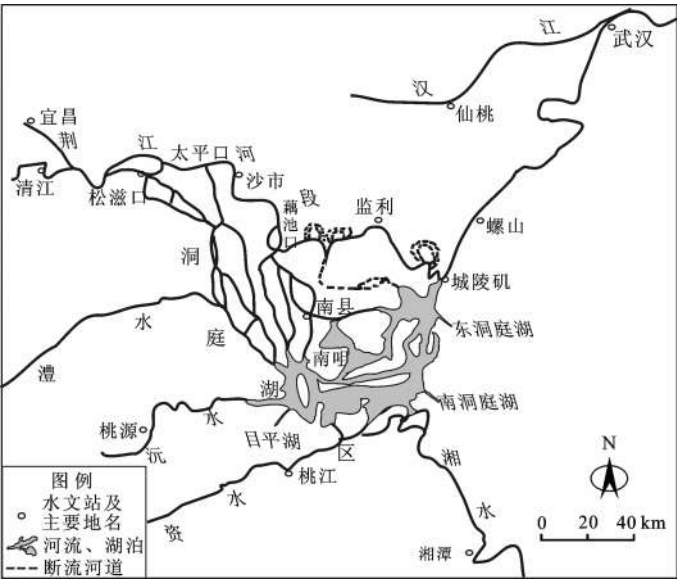 武汉
江
汉
仙桃
宜昌
荆
江
太平口
河
清江
松滋口
沙市
段
藕池口
监利
螺山
洞
城陵矶
南县
水
庭
东洞庭湖
澧
南咀
湖
南洞庭湖
水
桃源
沅
目平湖
区
湘
N
桃江
水
水
资
湘潭
0 20 40 km
图例
水文站及
主要地名
河流、湖泊
断流河道